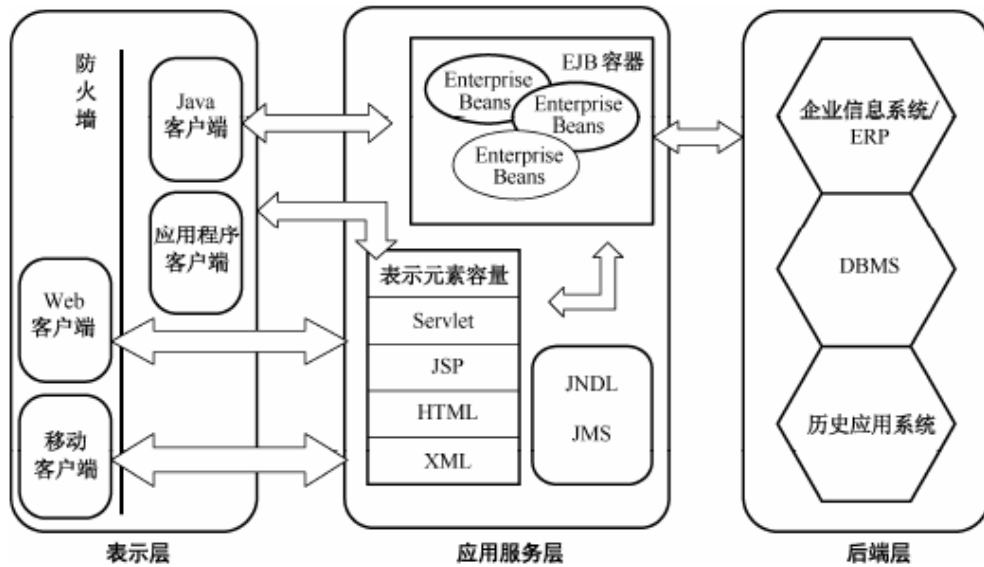 防
火
墙
Java
客户端
应用程序
客户端
Web
客户端
移动
客户端
表示层
EJB 容器
Enterprise
Beans
Enterprise
Beans
Enterprise
Beans
表示元素容量
Servlet
JSP
HTML
XML
JNDL
JMS
应用服务层
企业信息系统/
ERP
DBMS
历史应用系统
后端层